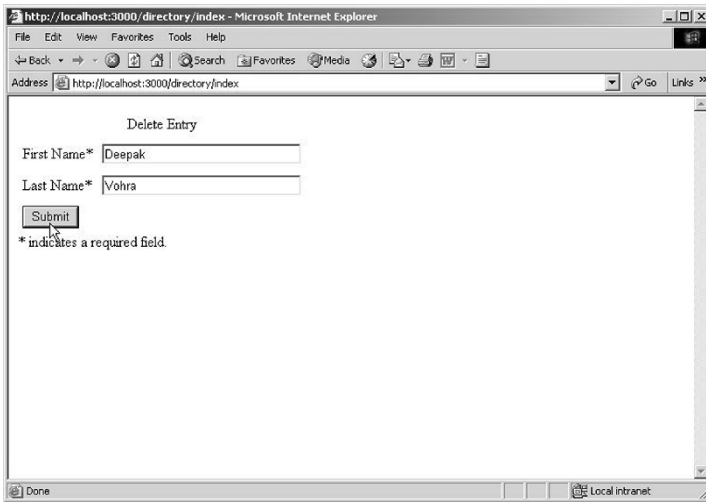 http://localhost:3000/directory/index - Microsoft Internet Explorer
File Edit View Favorites Tools Help
Back Search Favorites Media
Address http://localhost:3000/directory/index Go Links »
Delete Entry
First Name* Deepak
Last Name* Vohra
Submit
* indicates a required field.
Done Local intranet